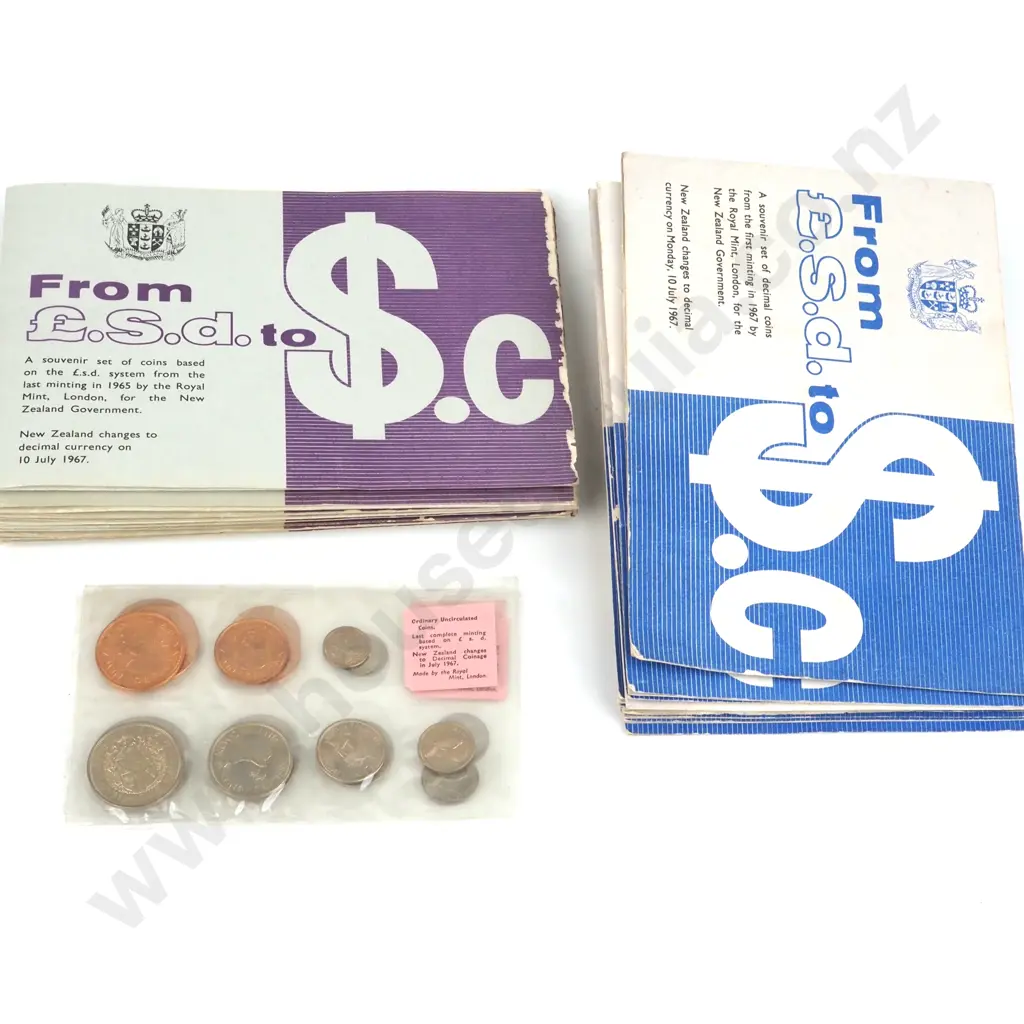 From
£.s.d. to
$.c
A souvenir set of coins based
on the £.s.d. system from the
last minting in 1965 by the Royal
Mint, London, for the New
Zealand Government.
New Zealand changes to
decimal currency on
10 July 1967.
From
£.s.d. to
$.c
A souvenir set of decimal coins
from the first minting in 1967 by
the Royal Mint, London, for the
New Zealand Government.
New Zealand changes to decimal
currency on Monday, 10 July 1967.
Ordinary Uncirculated
Coins.
Last complete minting
based on £ s. d.
system.
New Zealand changes
to Decimal Coinage
in July 1967.
Made by the Royal
Mint, London.